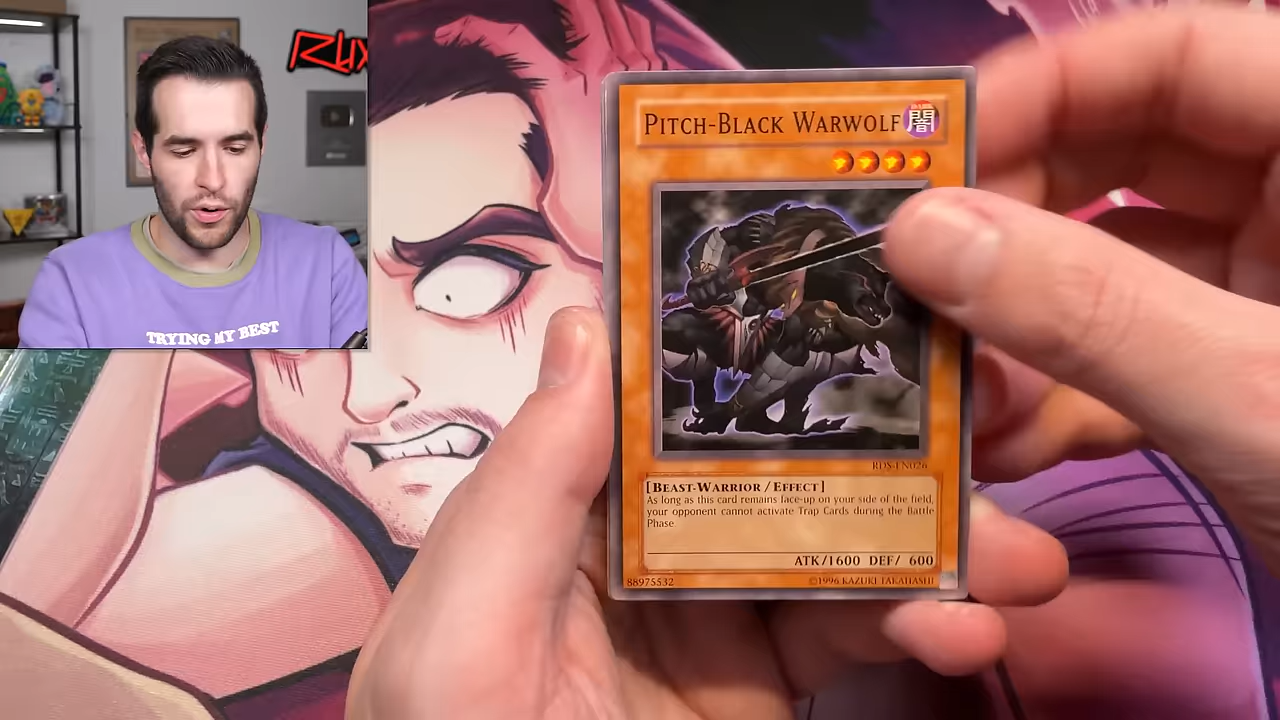 PITCH-BLACK WARWOLF
闇
RDS-EN026
[BEAST-WARRIOR / EFFECT]
As long as this card remains face-up on your side of the field,
your opponent cannot activate Trap Cards during the Battle
Phase.
ATK/1600 DEF/ 600
88975532
©1996 KAZUKI TAKAHASHI
TRYING MY BEST